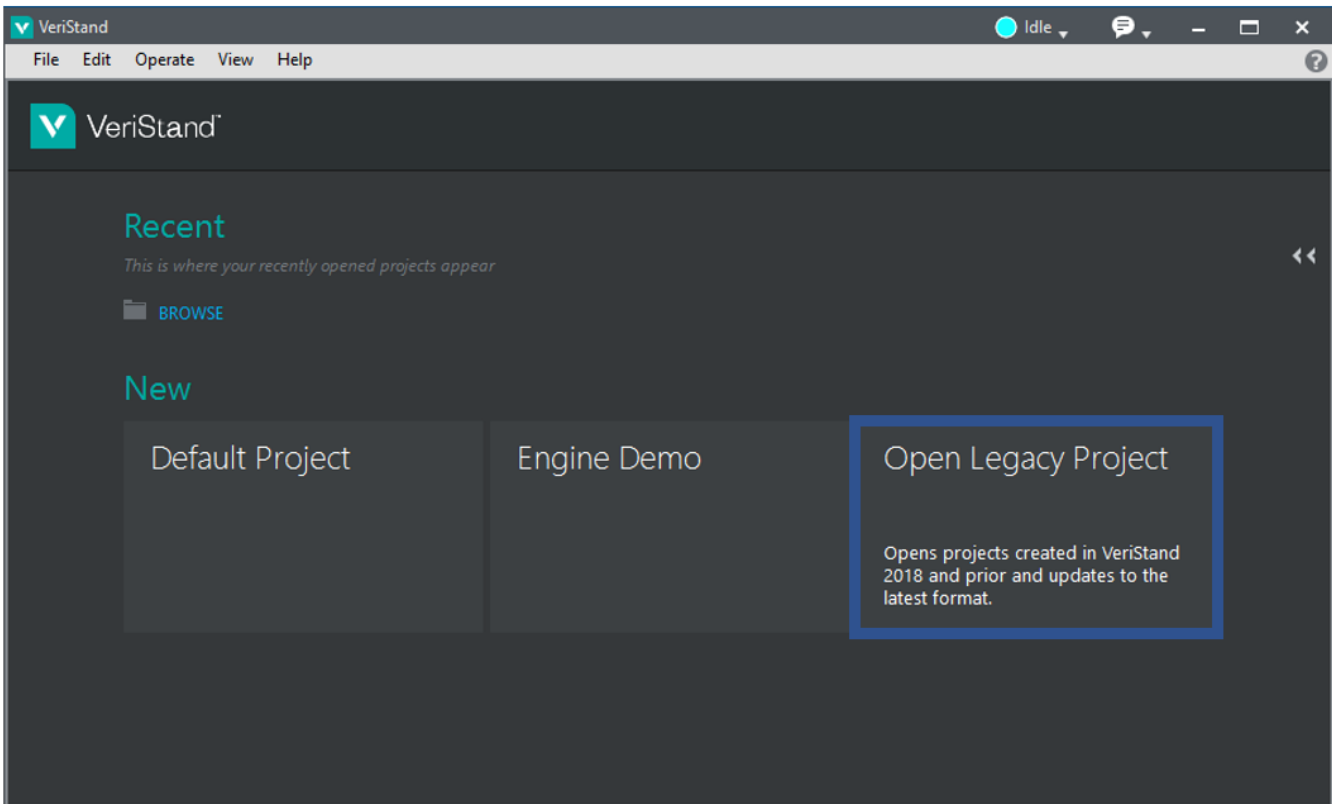 VeriStand
Idle
File Edit Operate View Help
VeriStand™
Recent
This is where your recently opened projects appear
BROWSE
New
Default Project
Engine Demo
Open Legacy Project
Opens projects created in VeriStand
2018 and prior and updates to the
latest format.